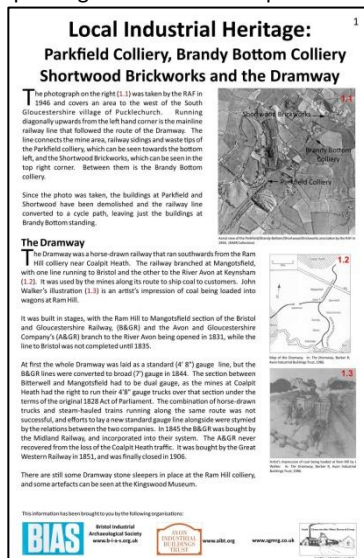 1
Local Industrial Heritage:
Parkfield Colliery, Brandy Bottom Colliery
Shortwood Brickworks and the Dramway
The photograph on the right (1.1) was taken by the RAF in
1946 and covers an area to the west of the South
Gloucestershire village of Pucklechurch. Running
diagonally upwards from the left hand corner is the mainline
railway line that followed the route of the Dramway. The
line connects the mine area, railway sidings and waste tips of
the Parkfield colliery, which can be seen towards the bottom
left, and the Shortwood Brickworks, which can be seen in the
top right corner. Between them is the Brandy Bottom
colliery.
Since the photo was taken, the buildings at Parkfield and
Shortwood have been demolished and the railway line
converted to a cycle path, leaving just the buildings at
Brandy Bottom standing.
1.1
Shortwood Brickworks
Brandy Bottom
Colliery
Parkfield Colliery
The Dramway
The Dramway was a horse-drawn railway that ran southwards from the Ram
Hill colliery near Coalpit Heath. The railway branched at Mangotsfield,
with one line running to Bristol and the other to the River Avon at Keynsham
(1.2). It was used by the mines along its route to ship coal to customers. John
Walker's illustration (1.3) is an artist's impression of coal being loaded into
wagons at Ram Hill.
It was built in stages, with the Ram Hill to Mangotsfield section of the Bristol
and Gloucestershire Railway, (B&GR) and the Avon and Gloucestershire
Company's (A&GR) branch to the River Avon being opened in 1831, while the
line to Bristol was not completed until 1835.
At first the whole Dramway was laid as standard (4' 8") gauge line, but the
B&GR lines were converted to broad (7') gauge in 1844. The section between
Bitterwell and Mangotsfield had to be dual gauge, as the mines at Coalpit
Heath had the right to run their 4'8" gauge trucks over that section under the
terms of the original 1828 Act of Parliament. The combination of horse-drawn
trucks and steam-hauled trains running along the same route was not
successful, and efforts to lay a new standard gauge line alongside were stymied
by the relations between the two companies. In 1845 the B&GR was bought by
the Midland Railway, and incorporated into their system. The A&GR never
recovered from the loss of the Coalpit Heath traffic. It was bought by the Great
Western Railway in 1851, and was finally closed in 1906.
There are still some Dramway stone sleepers in place at the Ram Hill colliery,
and some artefacts can be seen at the Kingswood Museum.
1.2
1.3
This information has been brought to you by the following organisations:
BIAS
Bristol Industrial
Archaeological Society
www.b-i-a-s.org.uk
AVON
INDUSTRIAL
BUILDINGS
TRUST
www.aibt.org
www.sgmrg.co.uk